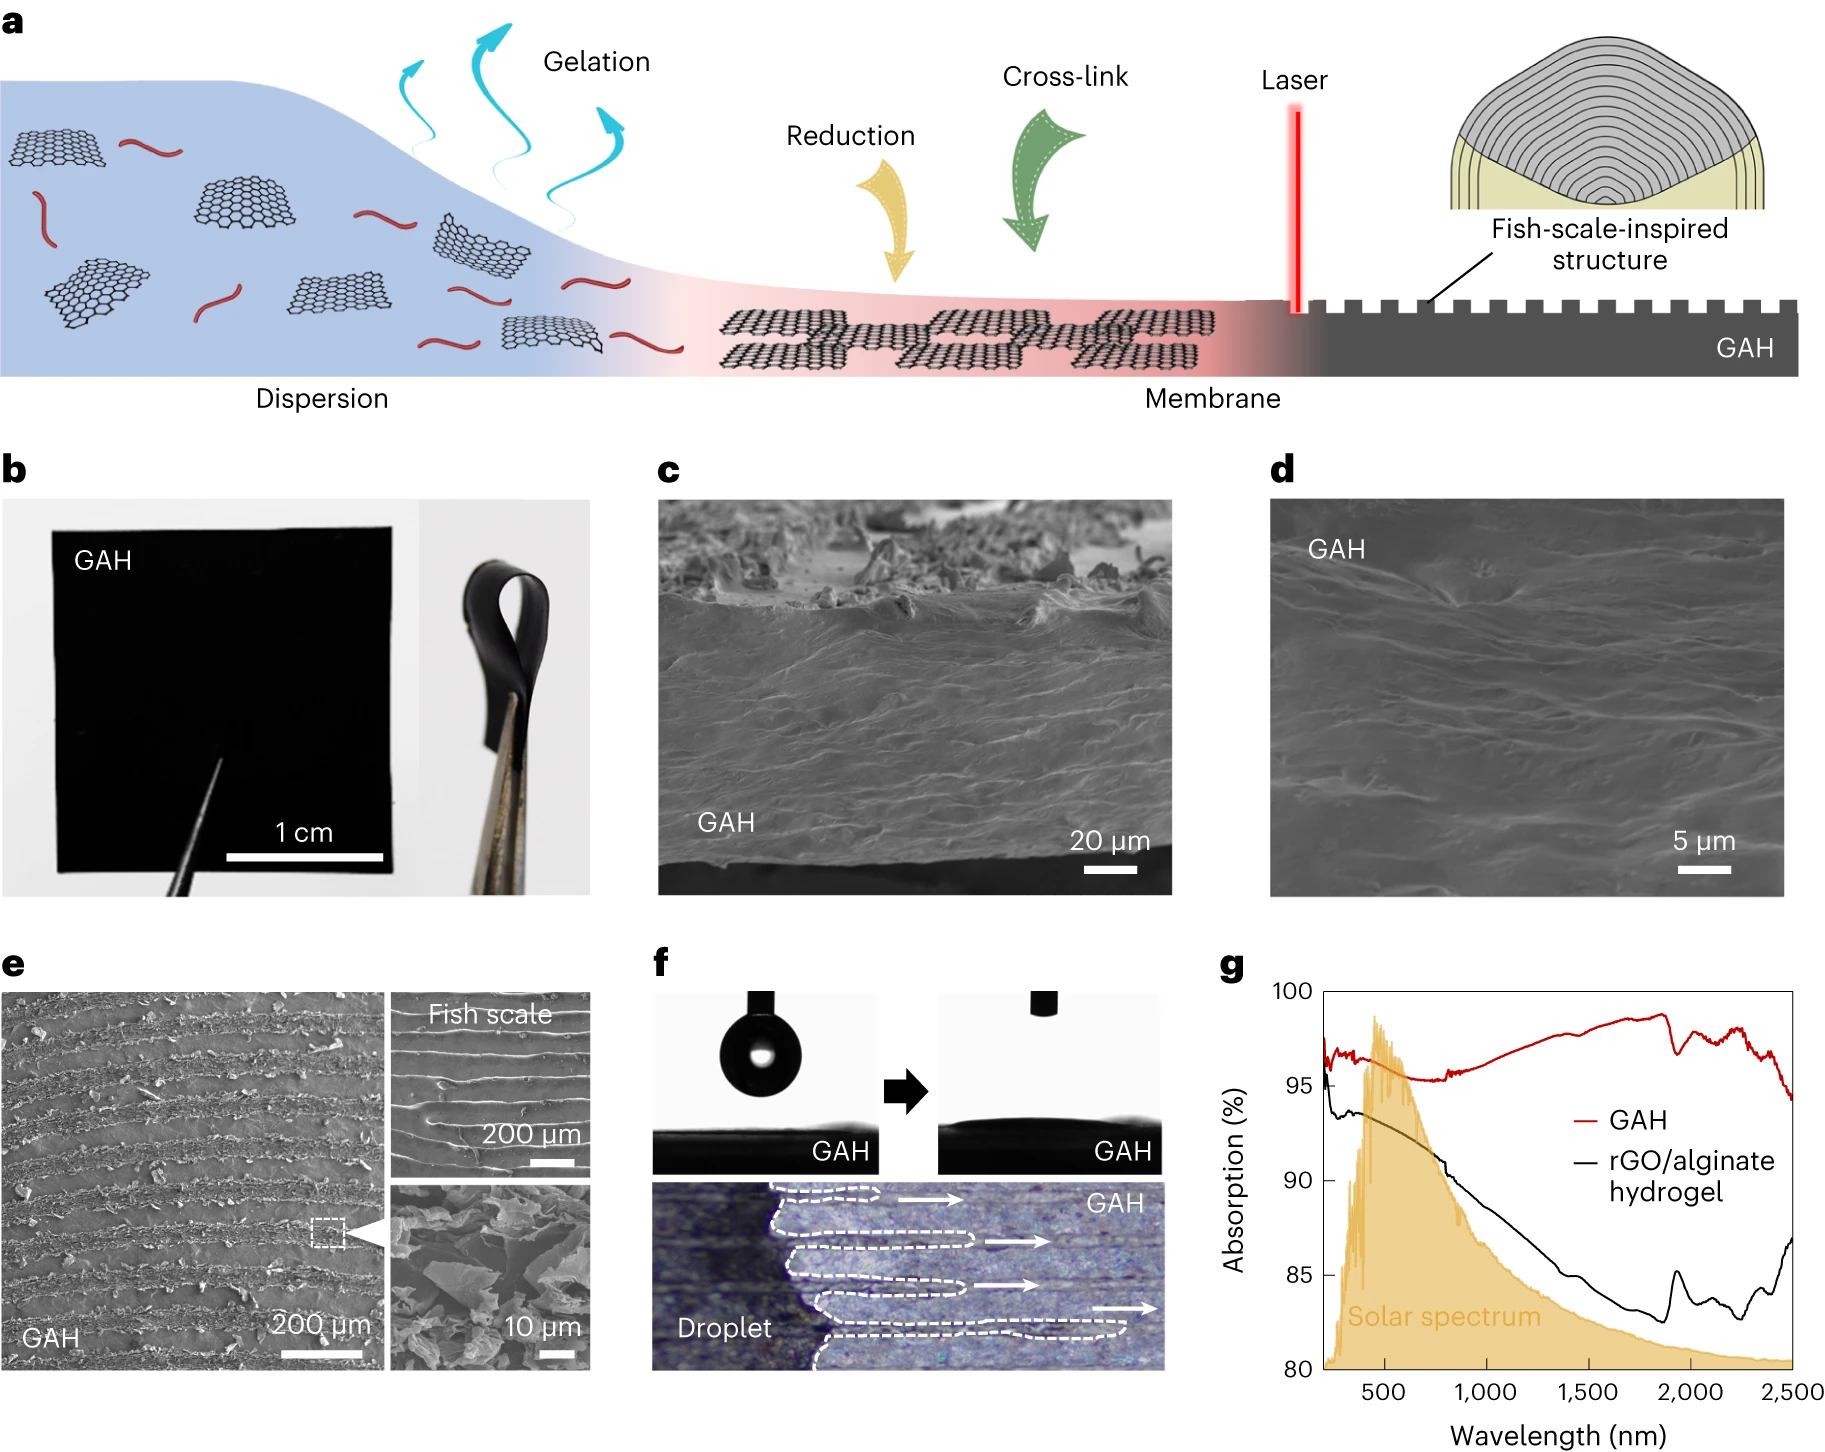 a
Gelation
Cross-link
Laser
Reduction
Fish-scale-inspired
structure
GAH
Dispersion
Membrane
b
c
d
GAH
1 cm
GAH
20 µm
GAH
5 µm
e
f
g
Fish scale
200 µm
GAH
200 µm
10 µm
GAH
GAH
GAH
Droplet
100
95
90
85
80
Absorption (%)
GAH
rGO/alginate
hydrogel
Solar spectrum
500
1,000
1,500
2,000
2,500
Wavelength (nm)